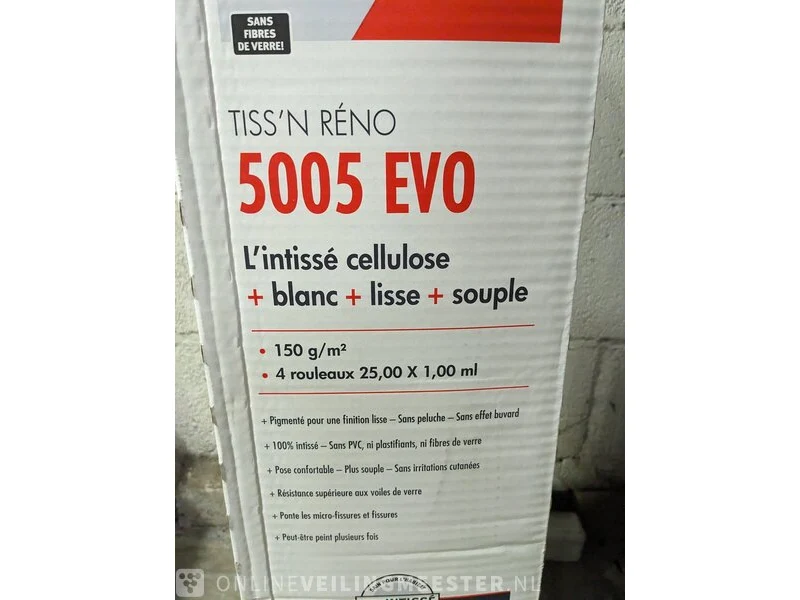 SANS
FIBRES
DE VERRE!
TISS'N RÉNO
5005 EVO
L'intissé cellulose
+ blanc + lisse + souple
• 150 g/m²
• 4 rouleaux 25,00 X 1,00 ml
+ Pigmenté pour une finition lisse – Sans peluche – Sans effet buvard
+ 100% intissé – Sans PVC, ni plastifiants, ni fibres de verre
+ Pose confortable – Plus souple – Sans irritations cutanées
+ Résistance supérieure aux voiles de verre
+ Ponte les micro-fissures et fissures
+ Peut-être peint plusieurs fois
INTISSÉ
ONLINEVEILINGMEESTER.NL